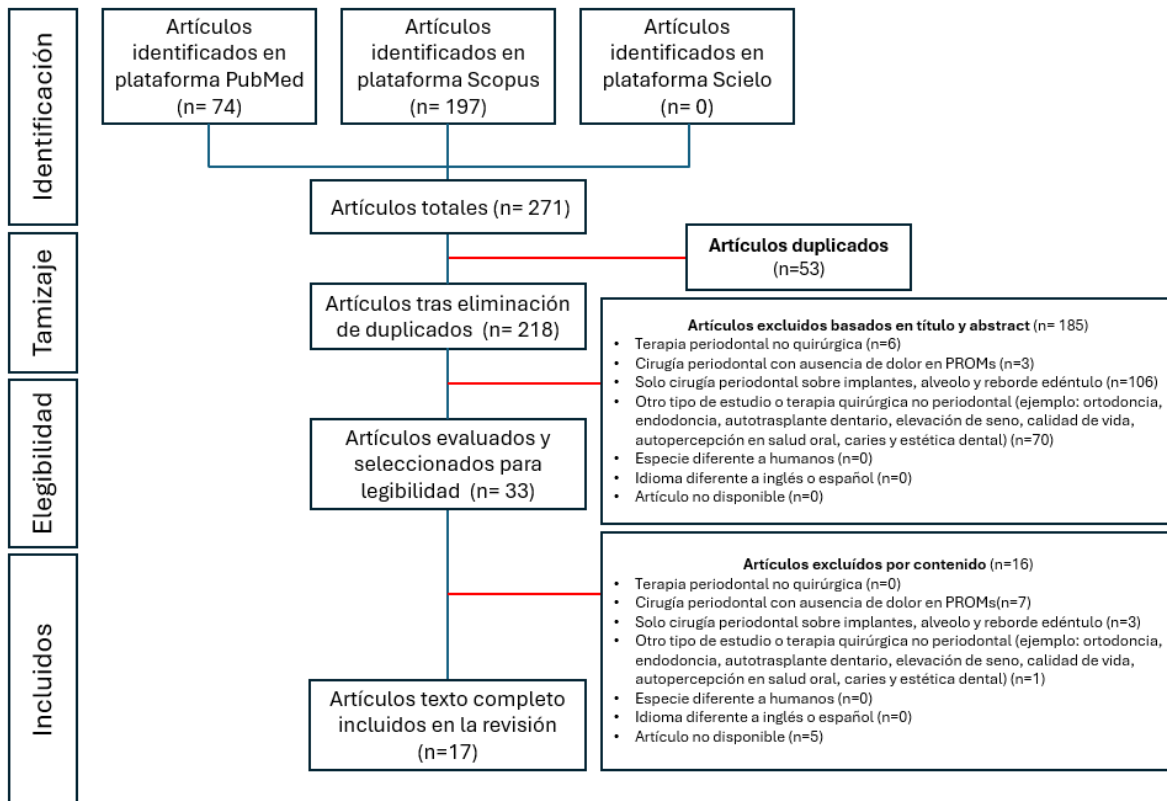 Identificación
Artículos
identificados en
plataforma PubMed
(n= 74)
Artículos
identificados en
plataforma Scopus
(n= 197)
Artículos
identificados en
plataforma Scielo
(n= 0)
Artículos totales (n= 271)
Tamizaje
Artículos duplicados
(n=53)
Artículos tras eliminación
de duplicados (n= 218)
Artículos excluidos basados en título y abstract (n= 185)
• Terapia periodontal no quirúrgica (n=6)
• Cirugía periodontal con ausencia de dolor en PROMs (n=3)
• Solo cirugía periodontal sobre implantes, alveolo y reborde edéntulo (n=106)
• Otro tipo de estudio o terapia quirúrgica no periodontal (ejemplo: ortodoncia,
endodoncia, autotrasplante dentario, elevación de seno, calidad de vida,
autopercepción en salud oral, caries y estética dental) (n=70)
• Especie diferente a humanos (n=0)
• Idioma diferente a inglés o español (n=0)
• Artículo no disponible (n=0)
Elegibilidad
Artículos evaluados y
seleccionados para
legibilidad (n= 33)
Artículos excluídos por contenido (n=16)
• Terapia periodontal no quirúrgica (n=0)
• Cirugía periodontal con ausencia de dolor en PROMs(n=7)
• Solo cirugía periodontal sobre implantes, alveolo y reborde edéntulo (n=3)
• Otro tipo de estudio o terapia quirúrgica no periodontal (ejemplo: ortodoncia,
endodoncia, autotrasplante dentario, elevación de seno, calidad de vida,
autopercepción en salud oral, caries y estética dental) (n=1)
• Especie diferente a humanos (n=0)
• Idioma diferente a inglés o español (n=0)
• Artículo no disponible (n=5)
Incluidos
Artículos texto completo
incluidos en la revisión
(n=17)